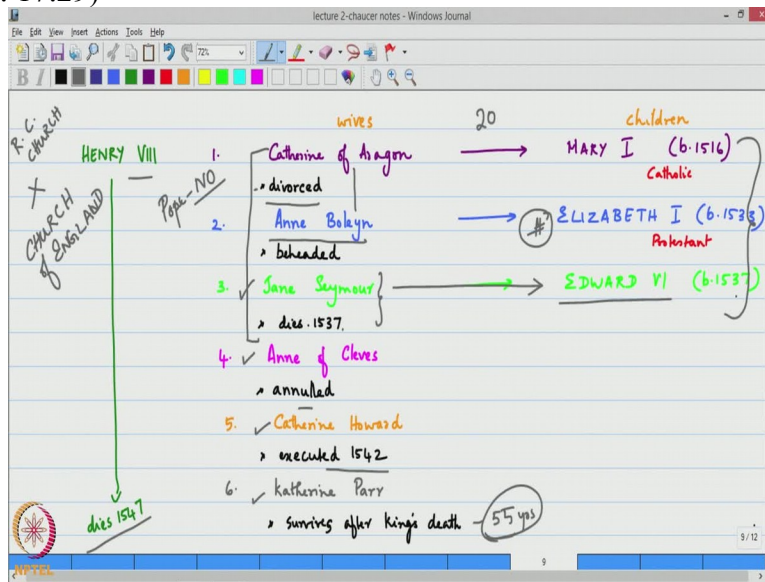 17:29)
lecture 2-chaucer notes - Windows Journal
File Edit View Insert Actions Tools Help
72%
B I
wives 20 children
R. C. CHURCH
X
CHURCH of ENGLAND
HENRY VIII
Pope - NO
1. Catherine of Aragon MARY I (b.1516)
Catholic
divorced
2. Anne Boleyn # ELIZABETH I (b.1533)
Protestant
beheaded
3. Jane Seymour EDWARD VI (b.1537)
dies 1537.
4. Anne of Cleves
annulled
5. Catherine Howard
executed 1542
6. Katherine Parr
survives after king's death - 55 yrs
dies 1547
NPTEL
9
9/12